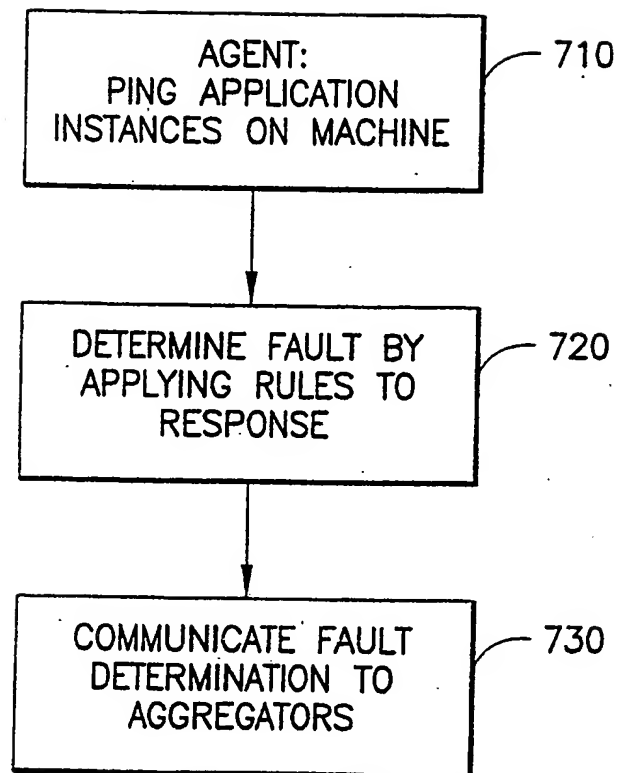 AGENT:
PING APPLICATION
INSTANCES ON MACHINE
710
DETERMINE FAULT BY
APPLYING RULES TO
RESPONSE
720
COMMUNICATE FAULT
DETERMINATION TO
AGGREGATORS
730